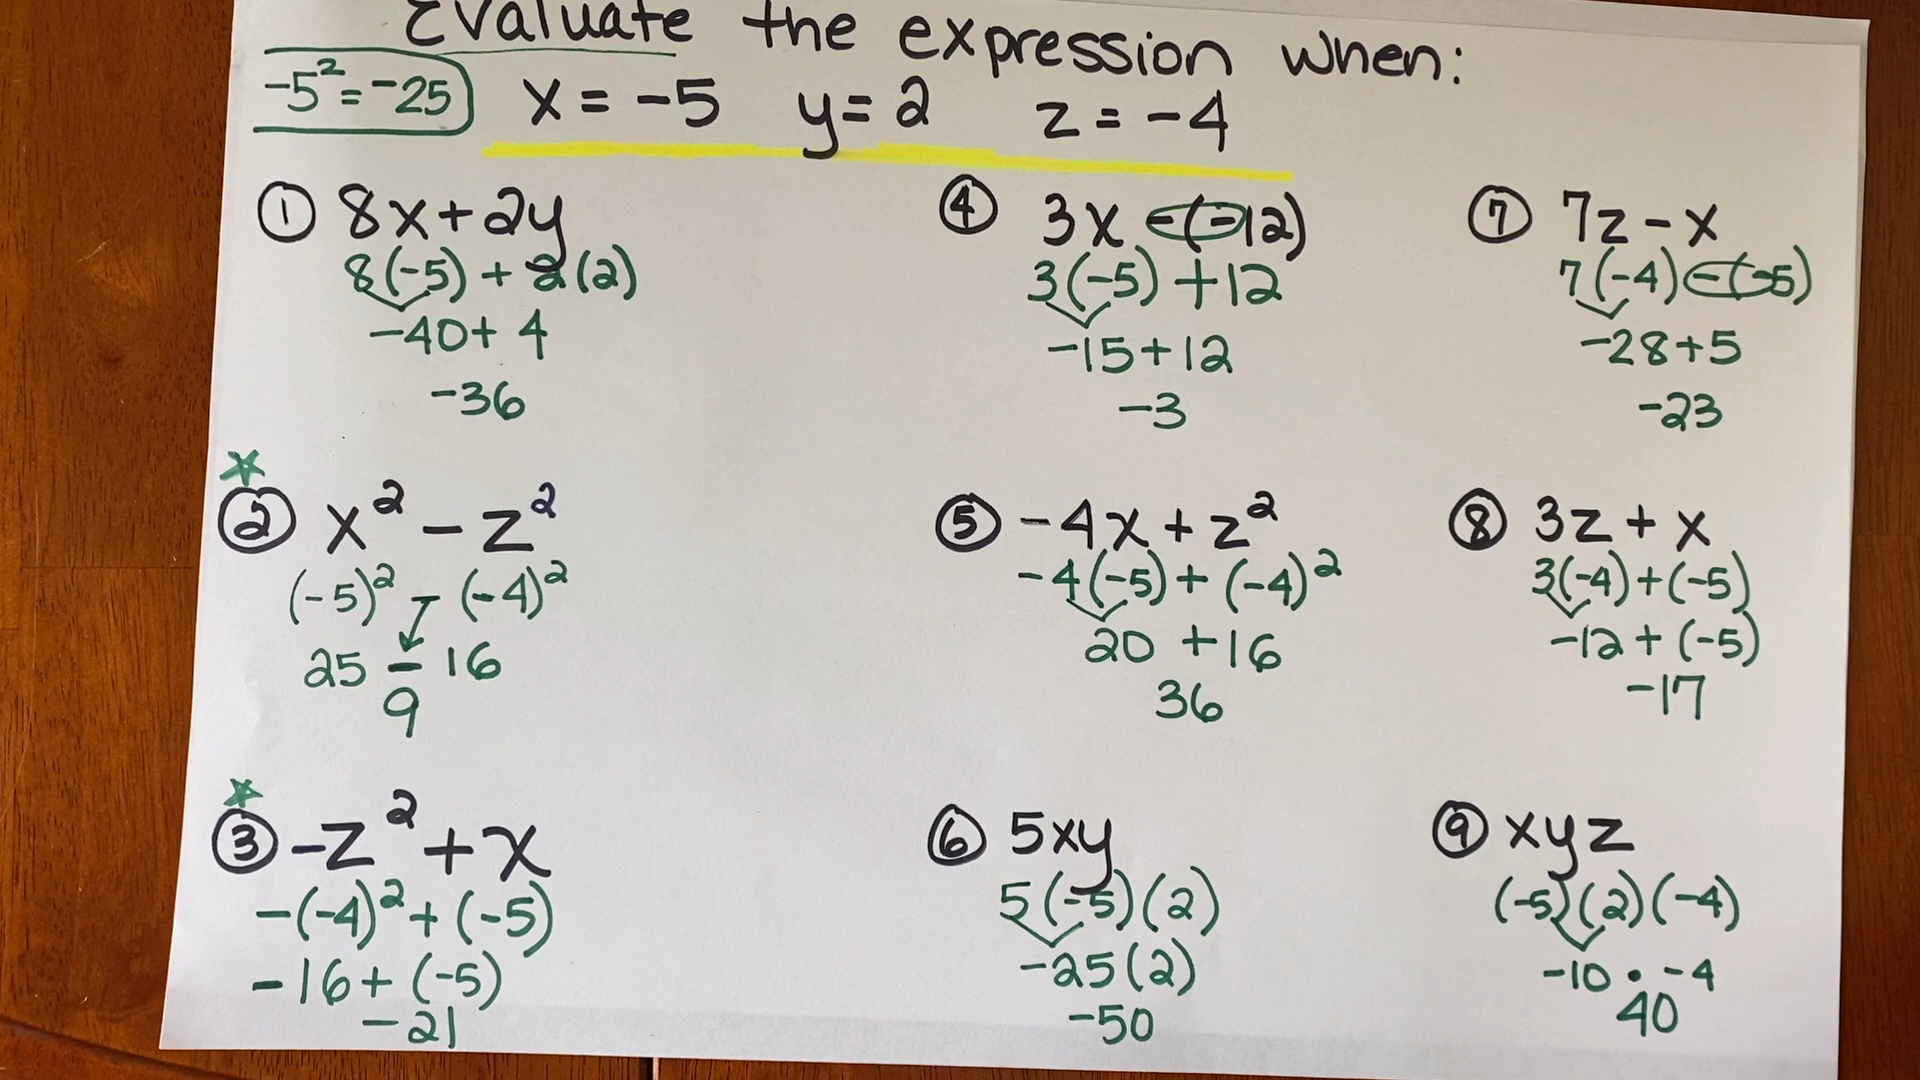 Evaluate the expression when:
-5² = -25
x = -5 y = 2 z = -4
① 8x + 2y
8(-5) + 2(2)
-40 + 4
-36
② x² - z²
(-5)² - (-4)²
25 - 16
9
③ -z² + x
-(-4)² + (-5)
-16 + (-5)
-21
④ 3x - (-12)
3(-5) + 12
-15 + 12
-3
⑤ -4x + z²
-4(-5) + (-4)²
20 + 16
36
⑥ 5xy
5(-5)(2)
-25(2)
-50
⑦ 7z - x
7(-4) - (-5)
-28 + 5
-23
⑧ 3z + x
3(-4) + (-5)
-12 + (-5)
-17
⑨ xyz
(-5)(2)(-4)
-10 • -4
40